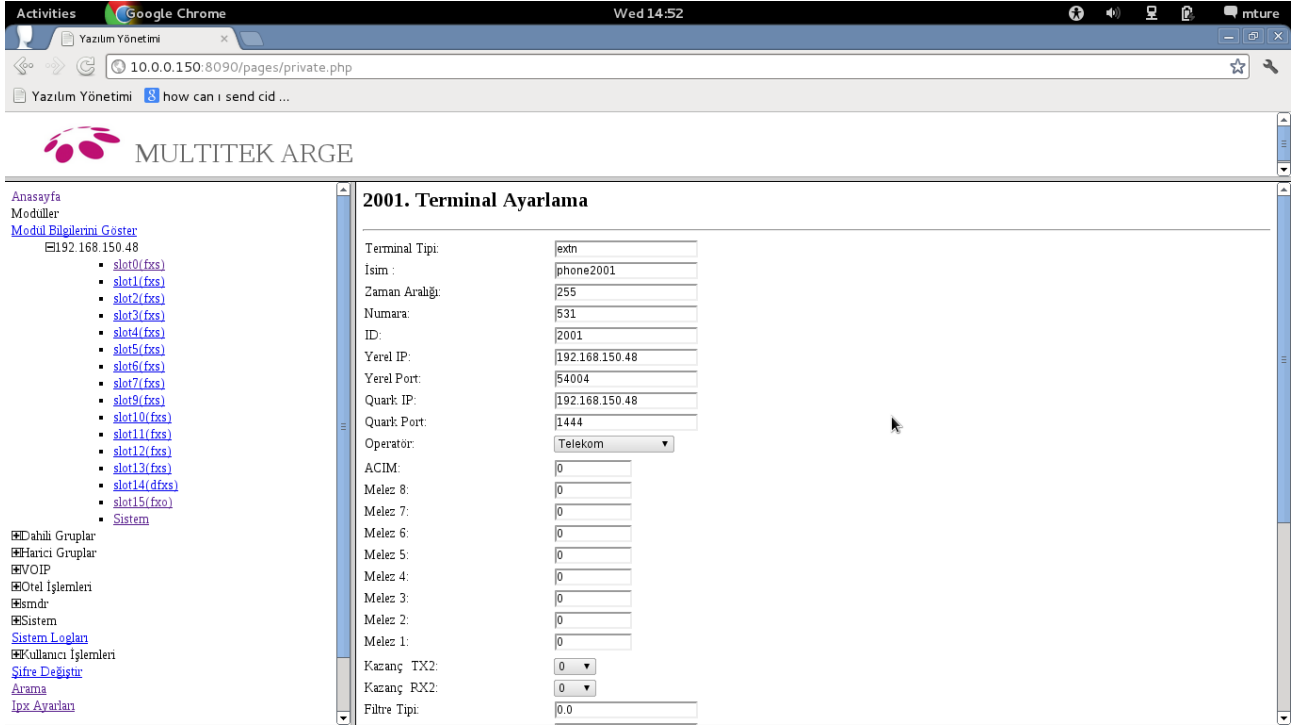 Activities Google Chrome Wed 14:52 mture
Yazılım Yönetimi
10.0.0.150:8090/pages/private.php
Yazılım Yönetimi how can ı send cid ...
MULTITEK ARGE
Anasayfa
Modüller
Modül Bilgilerini Göster
192.168.150.48
slot0(fxs)
slot1(fxs)
slot2(fxs)
slot3(fxs)
slot4(fxs)
slot5(fxs)
slot6(fxs)
slot7(fxs)
slot9(fxs)
slot10(fxs)
slot11(fxs)
slot12(fxs)
slot13(fxs)
slot14(dfxs)
slot15(fxo)
Sistem
Dahili Gruplar
Harici Gruplar
VOIP
Otel İşlemleri
smdr
Sistem
Sistem Logları
Kullanıcı İşlemleri
Şifre Değiştir
Arama
Ipx Ayarları
2001. Terminal Ayarlama
Terminal Tipi: extn
İsim : phone2001
Zaman Aralığı: 255
Numara: 531
ID: 2001
Yerel IP: 192.168.150.48
Yerel Port: 54004
Quark IP: 192.168.150.48
Quark Port: 1444
Operatör: Telekom
ACIM: 0
Melez 8: 0
Melez 7: 0
Melez 6: 0
Melez 5: 0
Melez 4: 0
Melez 3: 0
Melez 2: 0
Melez 1: 0
Kazanç TX2: 0
Kazanç RX2: 0
Filtre Tipi: 0.0